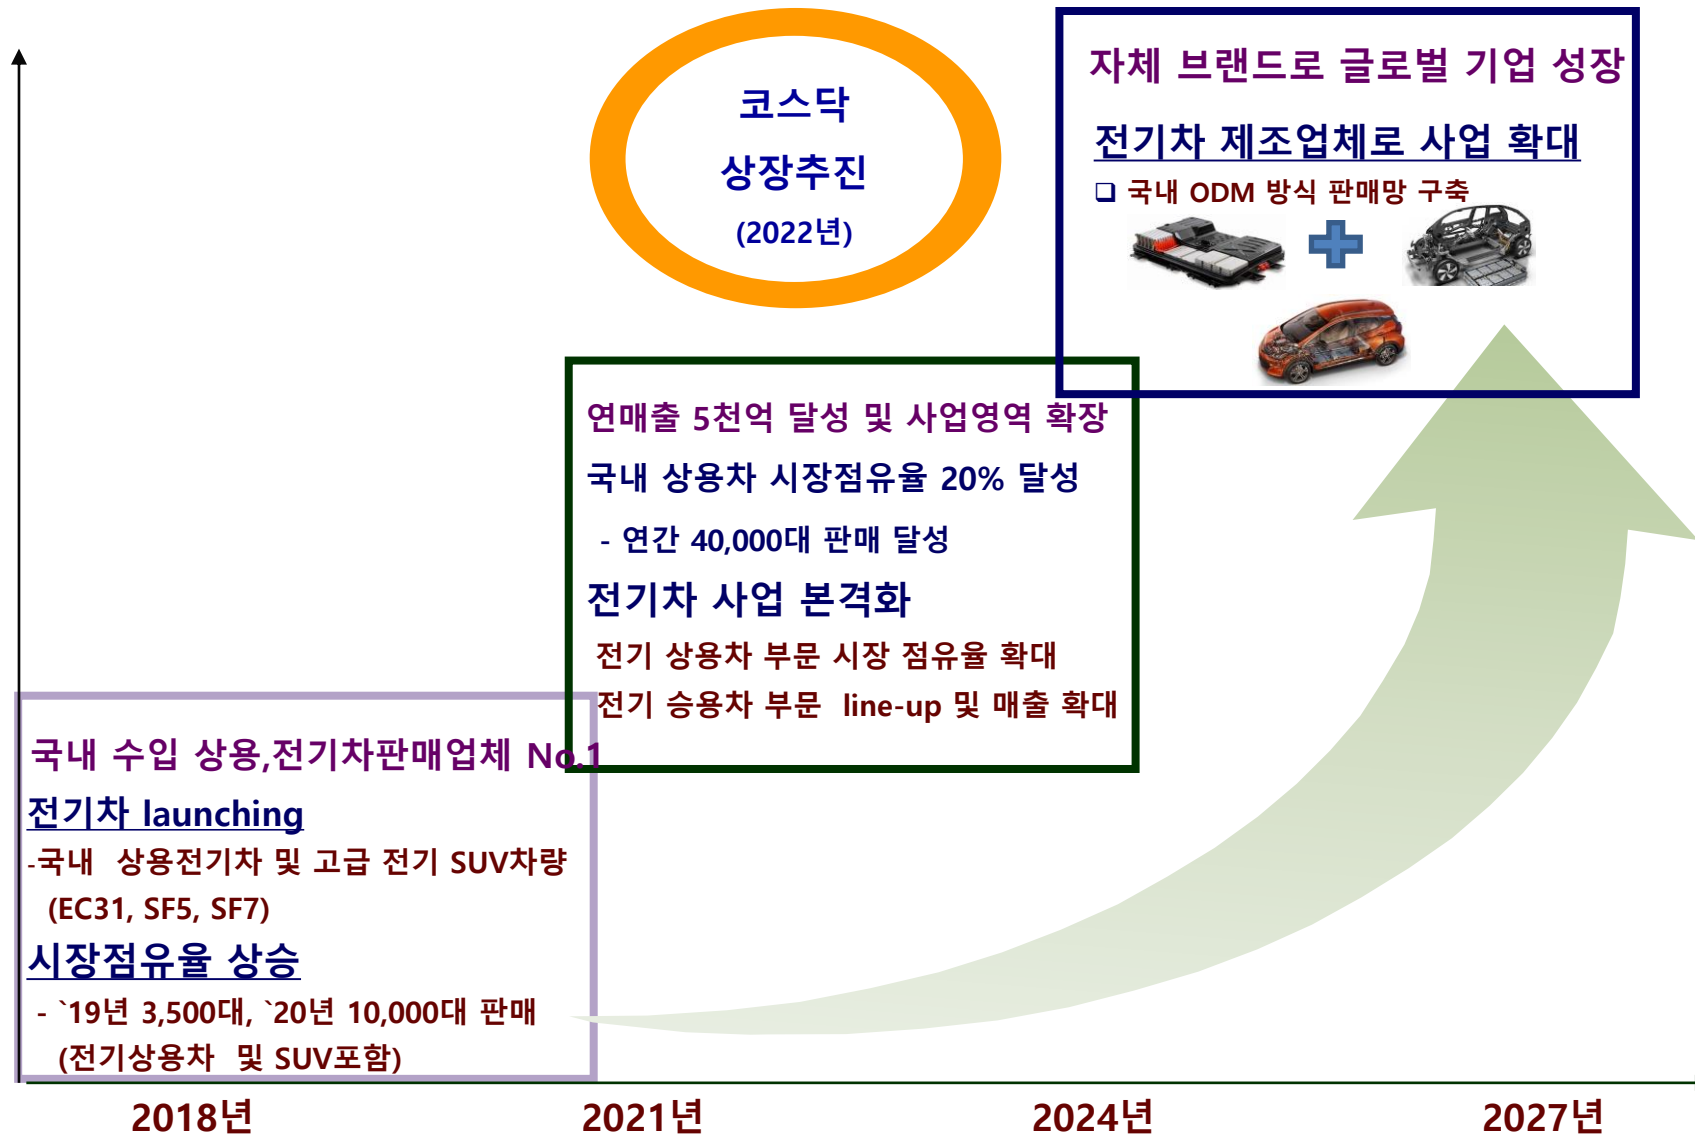 자체 브랜드로 글로벌 기업 성장
전기차 제조업체로 사업 확대
❑ 국내 ODM 방식 판매망 구축
코스닥
상장추진
(2022년)
연매출 5천억 달성 및 사업영역 확장
국내 상용차 시장점유율 20% 달성
- 연간 40,000대 판매 달성
전기차 사업 본격화
전기 상용차 부문 시장 점유율 확대
전기 승용차 부문 line-up 및 매출 확대
국내 수입 상용,전기차판매업체 No.1
전기차 launching
-국내 상용전기차 및 고급 전기 SUV차량
(EC31, SF5, SF7)
시장점유율 상승
- `19년 3,500대, `20년 10,000대 판매
(전기상용차 및 SUV포함)
2018년 2021년 2024년 2027년